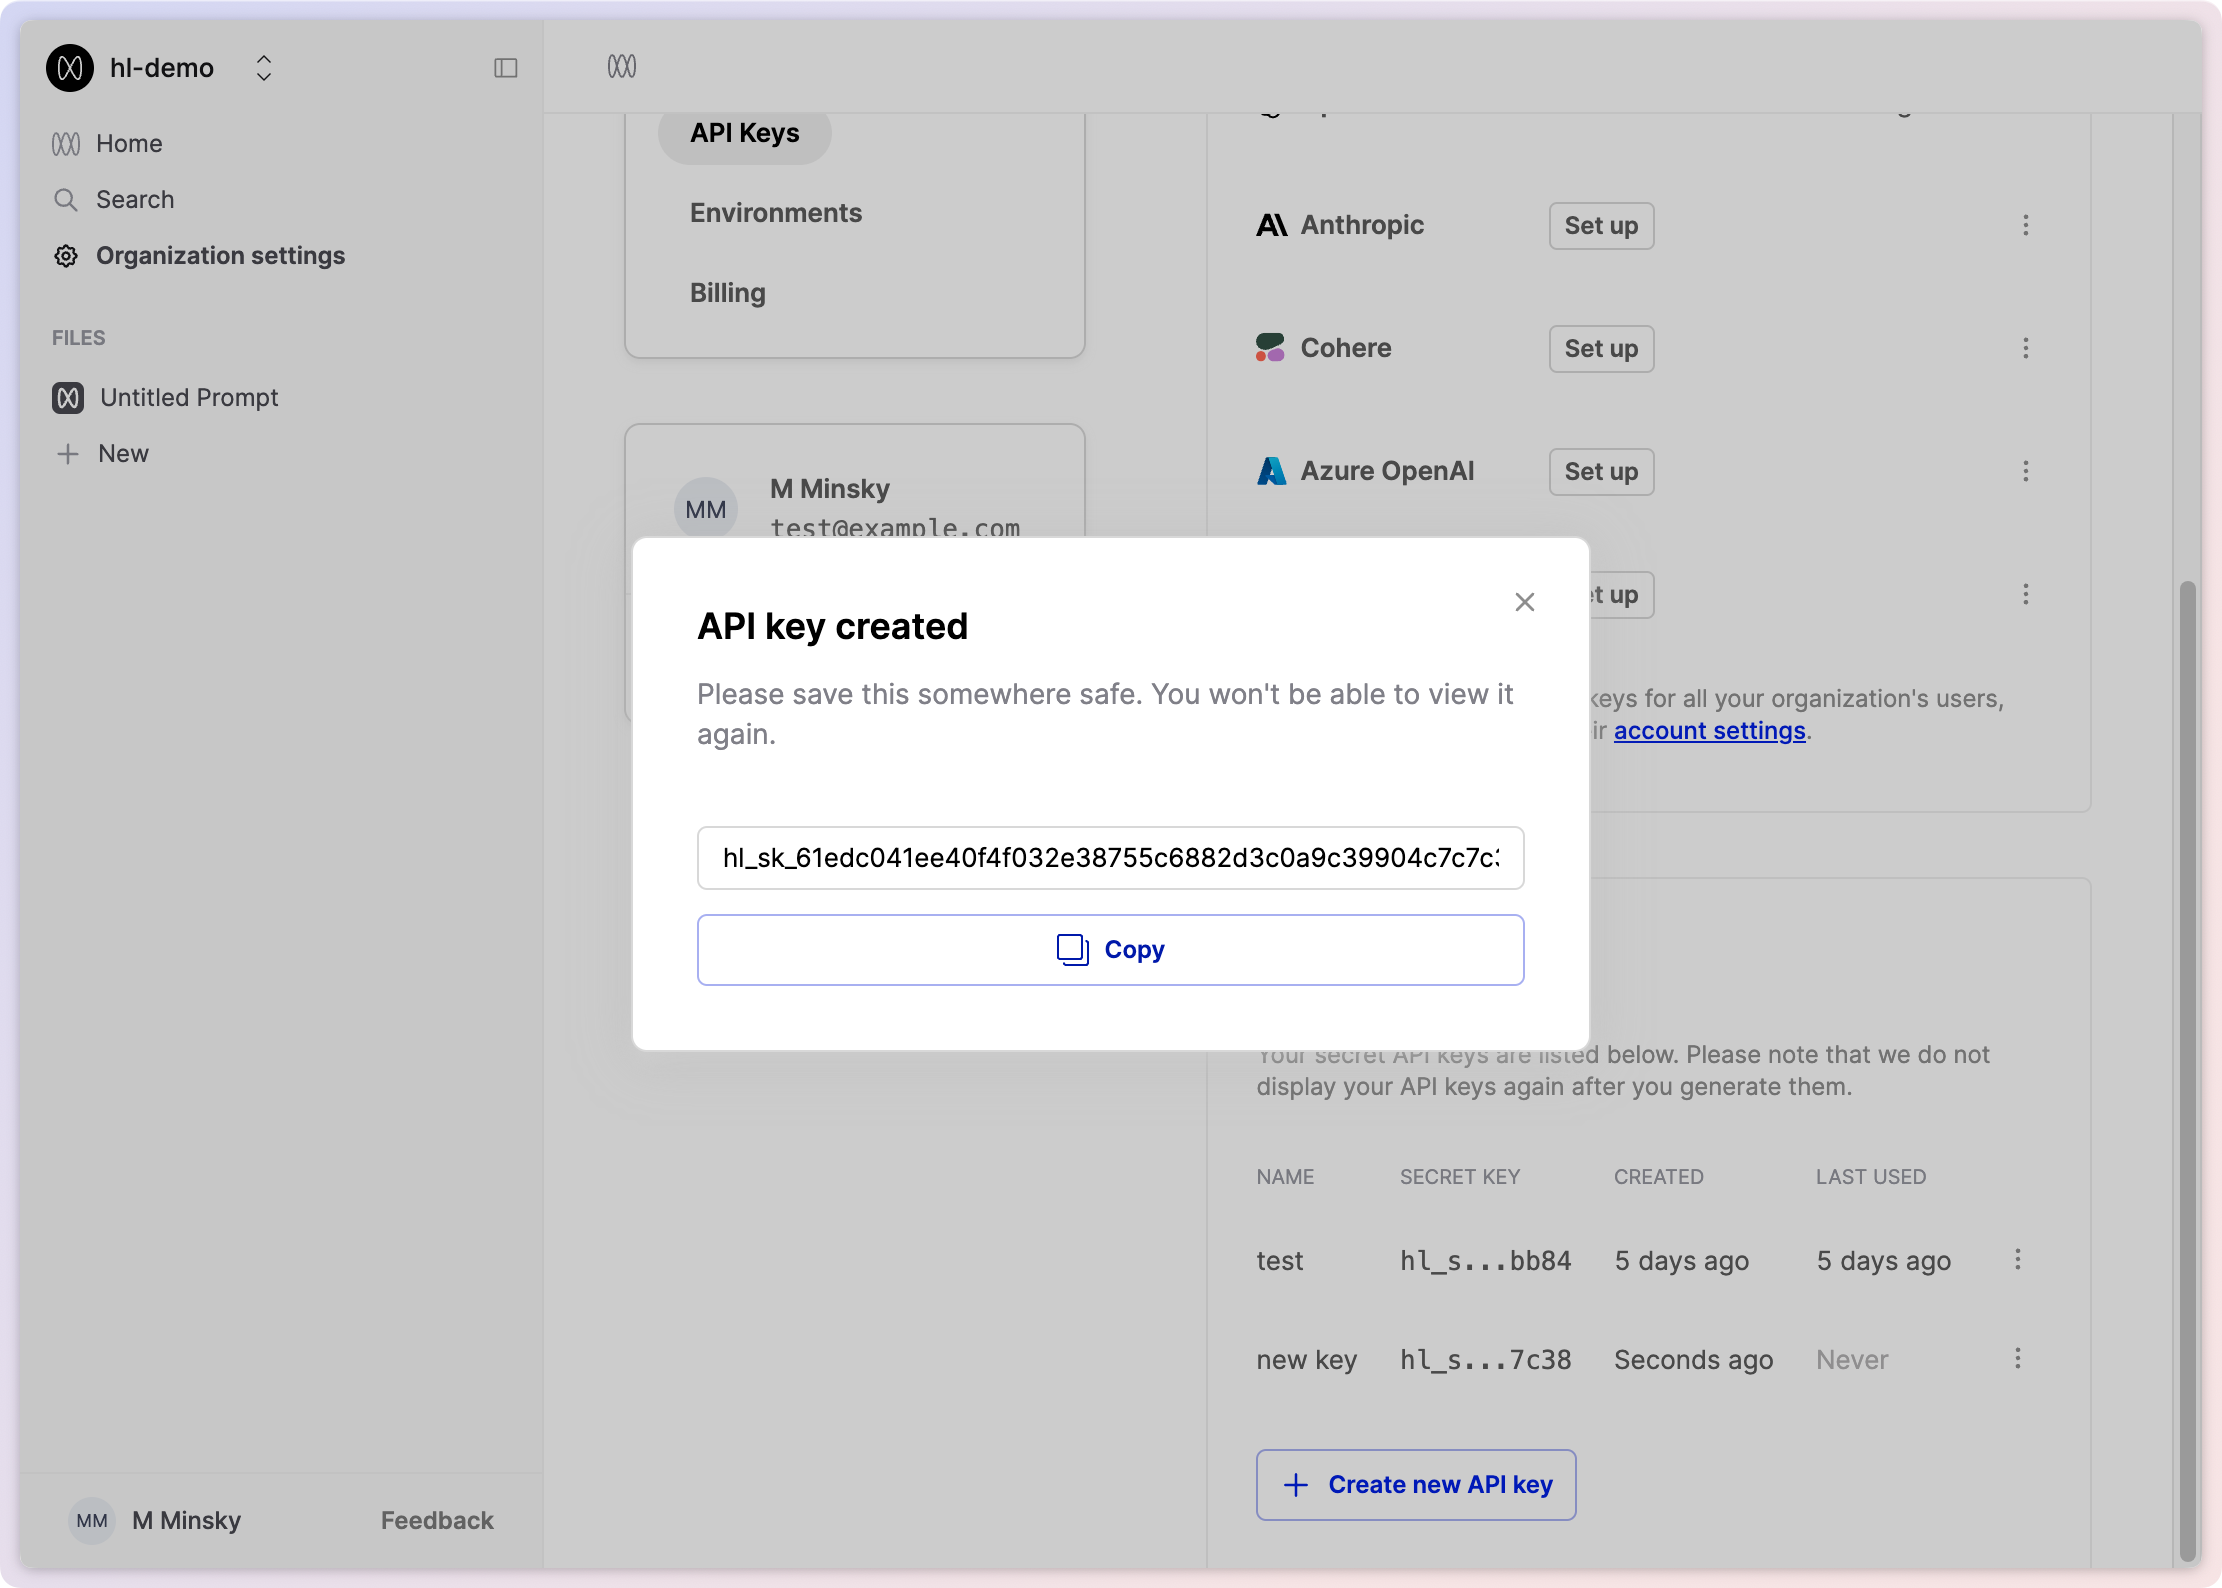 hl-demo
Home
Search
Organization settings
FILES
Untitled Prompt
New
API Keys
Environments
Billing
MM
M Minsky
test@example.com
Anthropic Set up
Cohere Set up
Azure OpenAI Set up
up
API key created
Please save this somewhere safe. You won't be able to view it
again.
hl_sk_61edc041ee40f4f032e38755c6882d3c0a9c39904c7c7c
Copy
keys for all your organization's users,
account settings.
Your secret API keys are listed below. Please note that we do not
display your API keys again after you generate them.
NAME SECRET KEY CREATED LAST USED
test hl_s...bb84 5 days ago 5 days ago
new key hl_s...7c38 Seconds ago Never
Create new API key
MM M Minsky Feedback